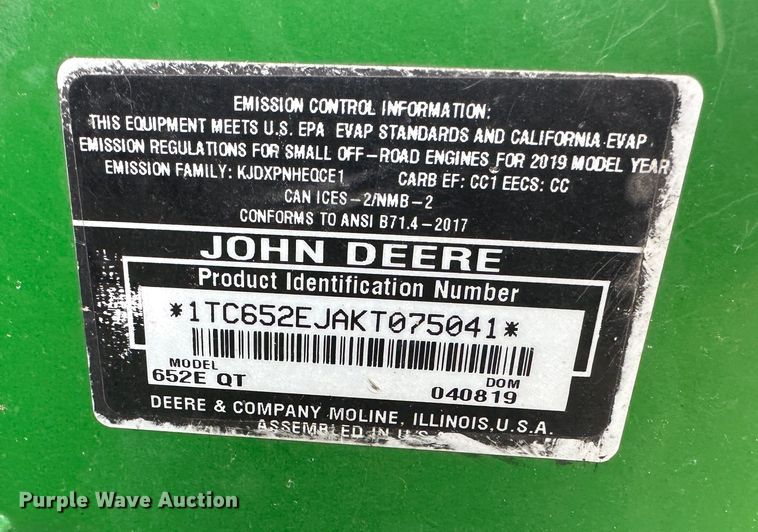 EMISSION CONTROL INFORMATION:
THIS EQUIPMENT MEETS U.S. EPA EVAP STANDARDS AND CALIFORNIA EVAP
EMISSION REGULATIONS FOR SMALL OFF-ROAD ENGINES FOR 2019 MODEL YEAR
EMISSION FAMILY: KJDXPNHEQCE1 CARB EF: CC1 EECS: CC
CAN ICES-2/NMB-2
CONFORMS TO ANSI B71.4-2017
JOHN DEERE
Product Identification Number
*1TC652EJAKT075041*
MODEL DOM
652E QT 040819
DEERE & COMPANY MOLINE, ILLINOIS, U.S.A.
ASSEMBLED IN U.S.
Purple Wave Auction